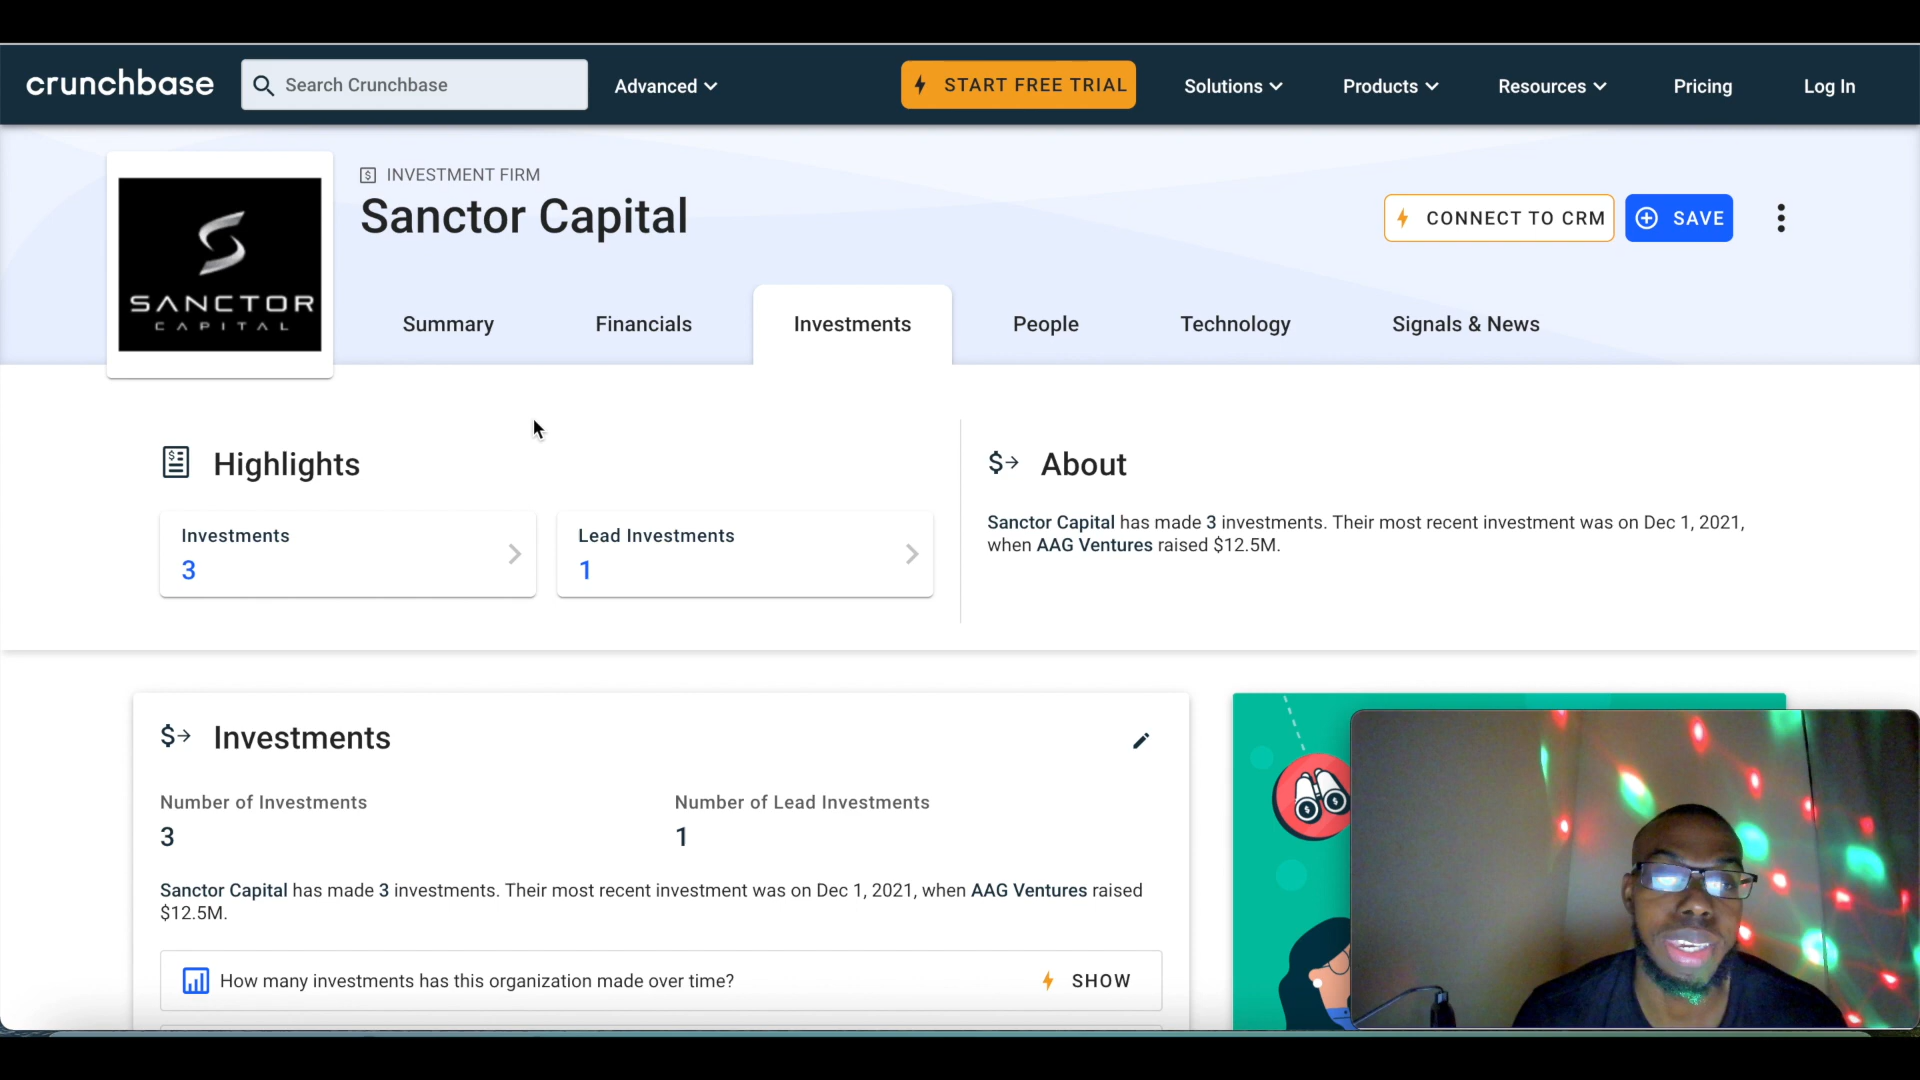 crunchbase
Search Crunchbase
Advanced
START FREE TRIAL
Solutions
Products
Resources
Pricing
Log In
SANCTOR
CAPITAL
INVESTMENT FIRM
Sanctor Capital
CONNECT TO CRM
SAVE
Summary
Financials
Investments
People
Technology
Signals & News
Highlights
Investments
3
Lead Investments
1
About
Sanctor Capital has made 3 investments. Their most recent investment was on Dec 1, 2021,
when AAG Ventures raised $12.5M.
Investments
Number of Investments
3
Number of Lead Investments
1
Sanctor Capital has made 3 investments. Their most recent investment was on Dec 1, 2021, when AAG Ventures raised
$12.5M.
How many investments has this organization made over time?
SHOW